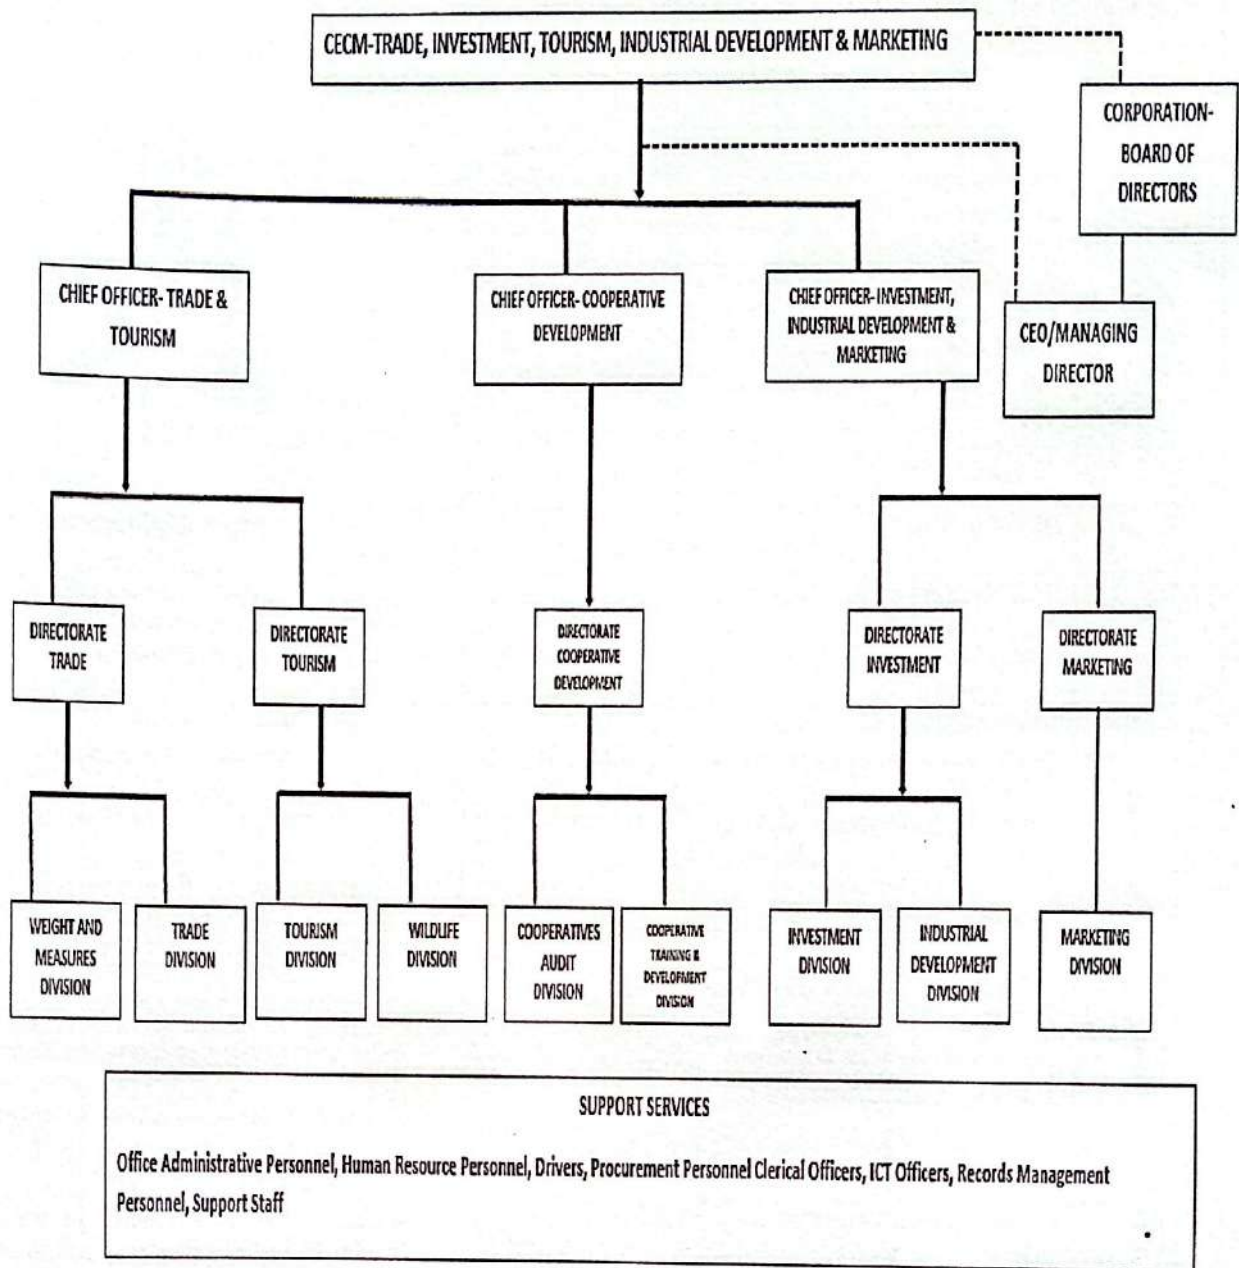 CECM-TRADE, INVESTMENT, TOURISM, INDUSTRIAL DEVELOPMENT & MARKETING
CORPORATION-
BOARD OF
DIRECTORS
CHIEF OFFICER- TRADE &
TOURISM
CHIEF OFFICER- COOPERATIVE
DEVELOPMENT
CHIEF OFFICER- INVESTMENT,
INDUSTRIAL DEVELOPMENT &
MARKETING
CEO/MANAGING
DIRECTOR
DIRECTORATE
TRADE
DIRECTORATE
TOURISM
DIRECTORATE
COOPERATIVE
DEVELOPMENT
DIRECTORATE
INVESTMENT
DIRECTORATE
MARKETING
WEIGHT AND
MEASURES
DIVISION
TRADE
DIVISION
TOURISM
DIVISION
WILDLIFE
DIVISION
COOPERATIVES
AUDIT
DIVISION
COOPERATIVE
TRAINING &
DEVELOPMENT
DIVISION
INVESTMENT
DIVISION
INDUSTRIAL
DEVELOPMENT
DIVISION
MARKETING
DIVISION
SUPPORT SERVICES
Office Administrative Personnel, Human Resource Personnel, Drivers, Procurement Personnel Clerical Officers, ICT Officers, Records Management
Personnel, Support Staff